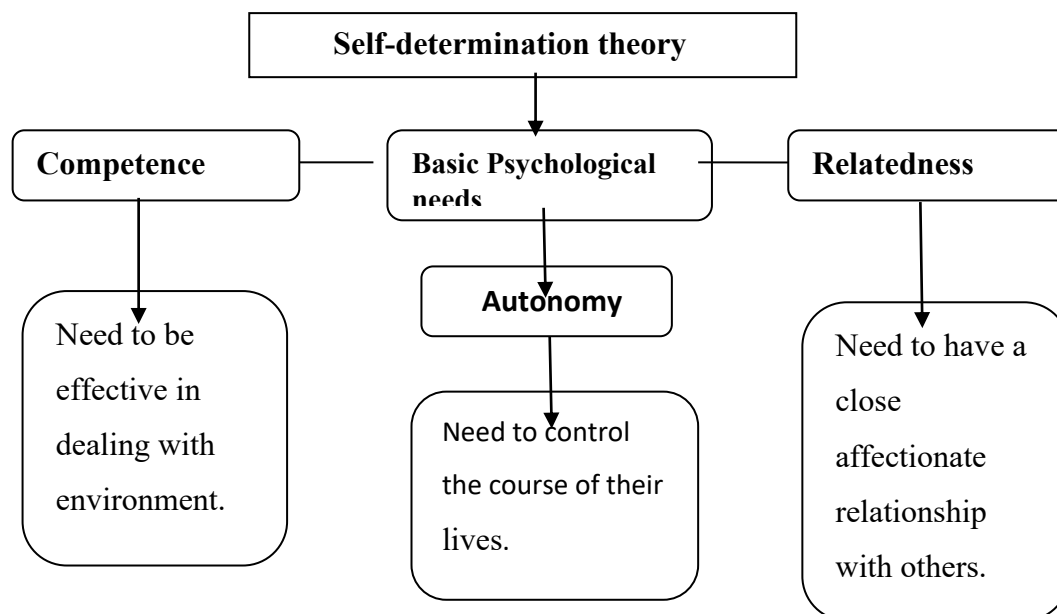 Self-determination theory
Competence
Basic Psychological
needs
Relatedness
Autonomy
Need to be
effective in
dealing with
environment.
Need to control
the course of their
lives.
Need to have a
close
affectionate
relationship
with others.